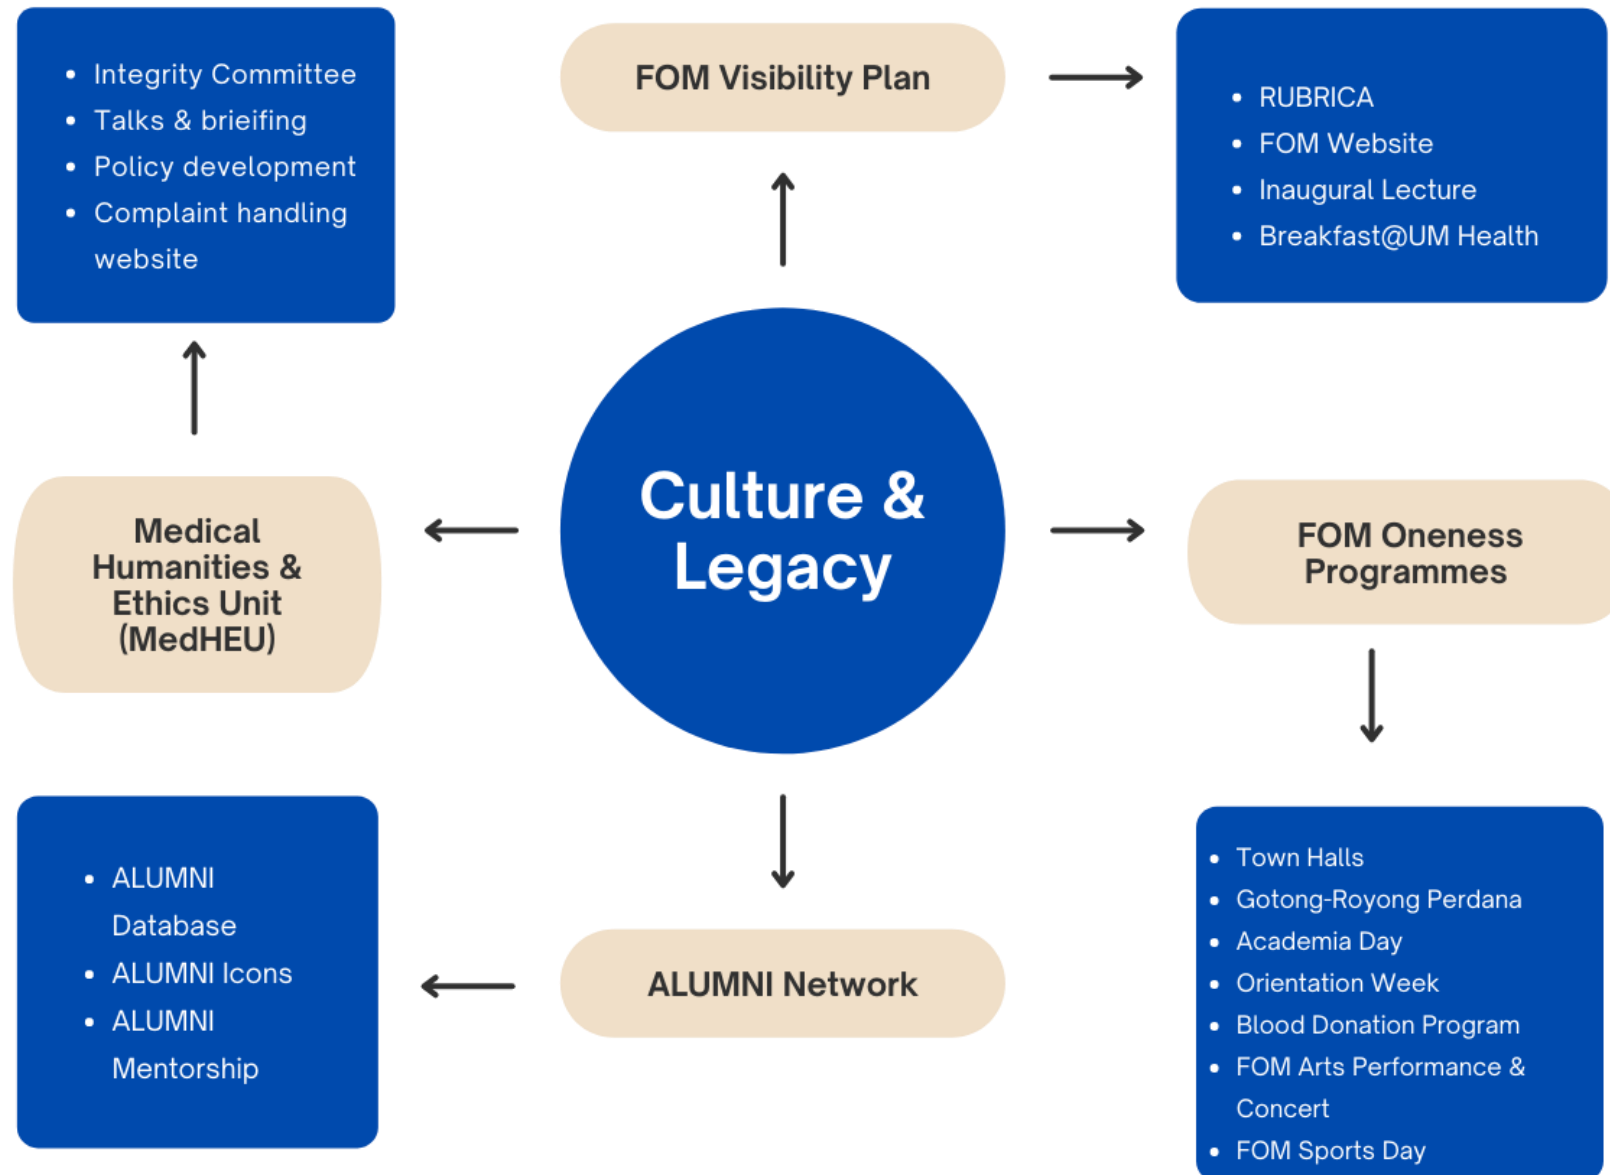 • Integrity Committee
• Talks & brieifing
• Policy development
• Complaint handling
website
FOM Visibility Plan
• RUBRICA
• FOM Website
• Inaugural Lecture
• Breakfast@UM Health
Culture &
Legacy
Medical
Humanities &
Ethics Unit
(MedHEU)
FOM Oneness
Programmes
• ALUMNI
Database
• ALUMNI Icons
• ALUMNI
Mentorship
ALUMNI Network
• Town Halls
• Gotong-Royong Perdana
• Academia Day
• Orientation Week
• Blood Donation Program
• FOM Arts Performance &
Concert
• FOM Sports Day